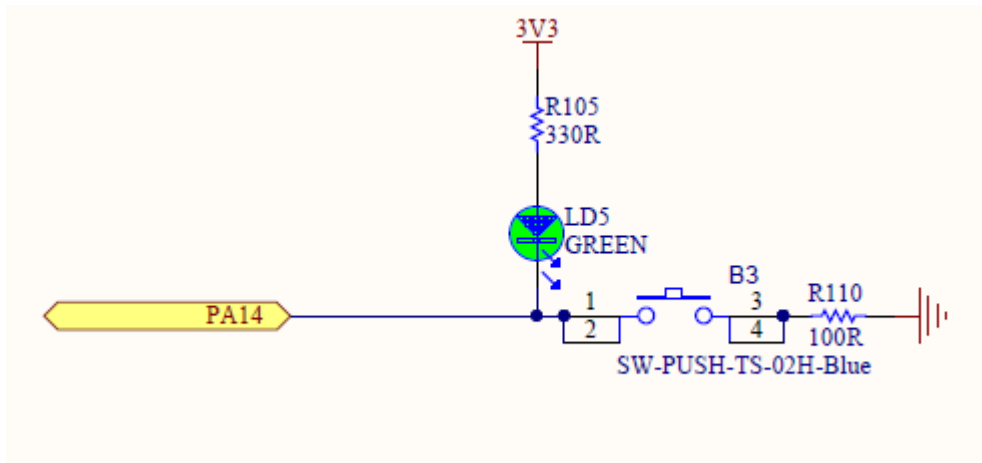 3V3
R105
330R
LD5
GREEN
PA14
B3
1
3
R110
2
4
100R
SW-PUSH-TS-02H-Blue